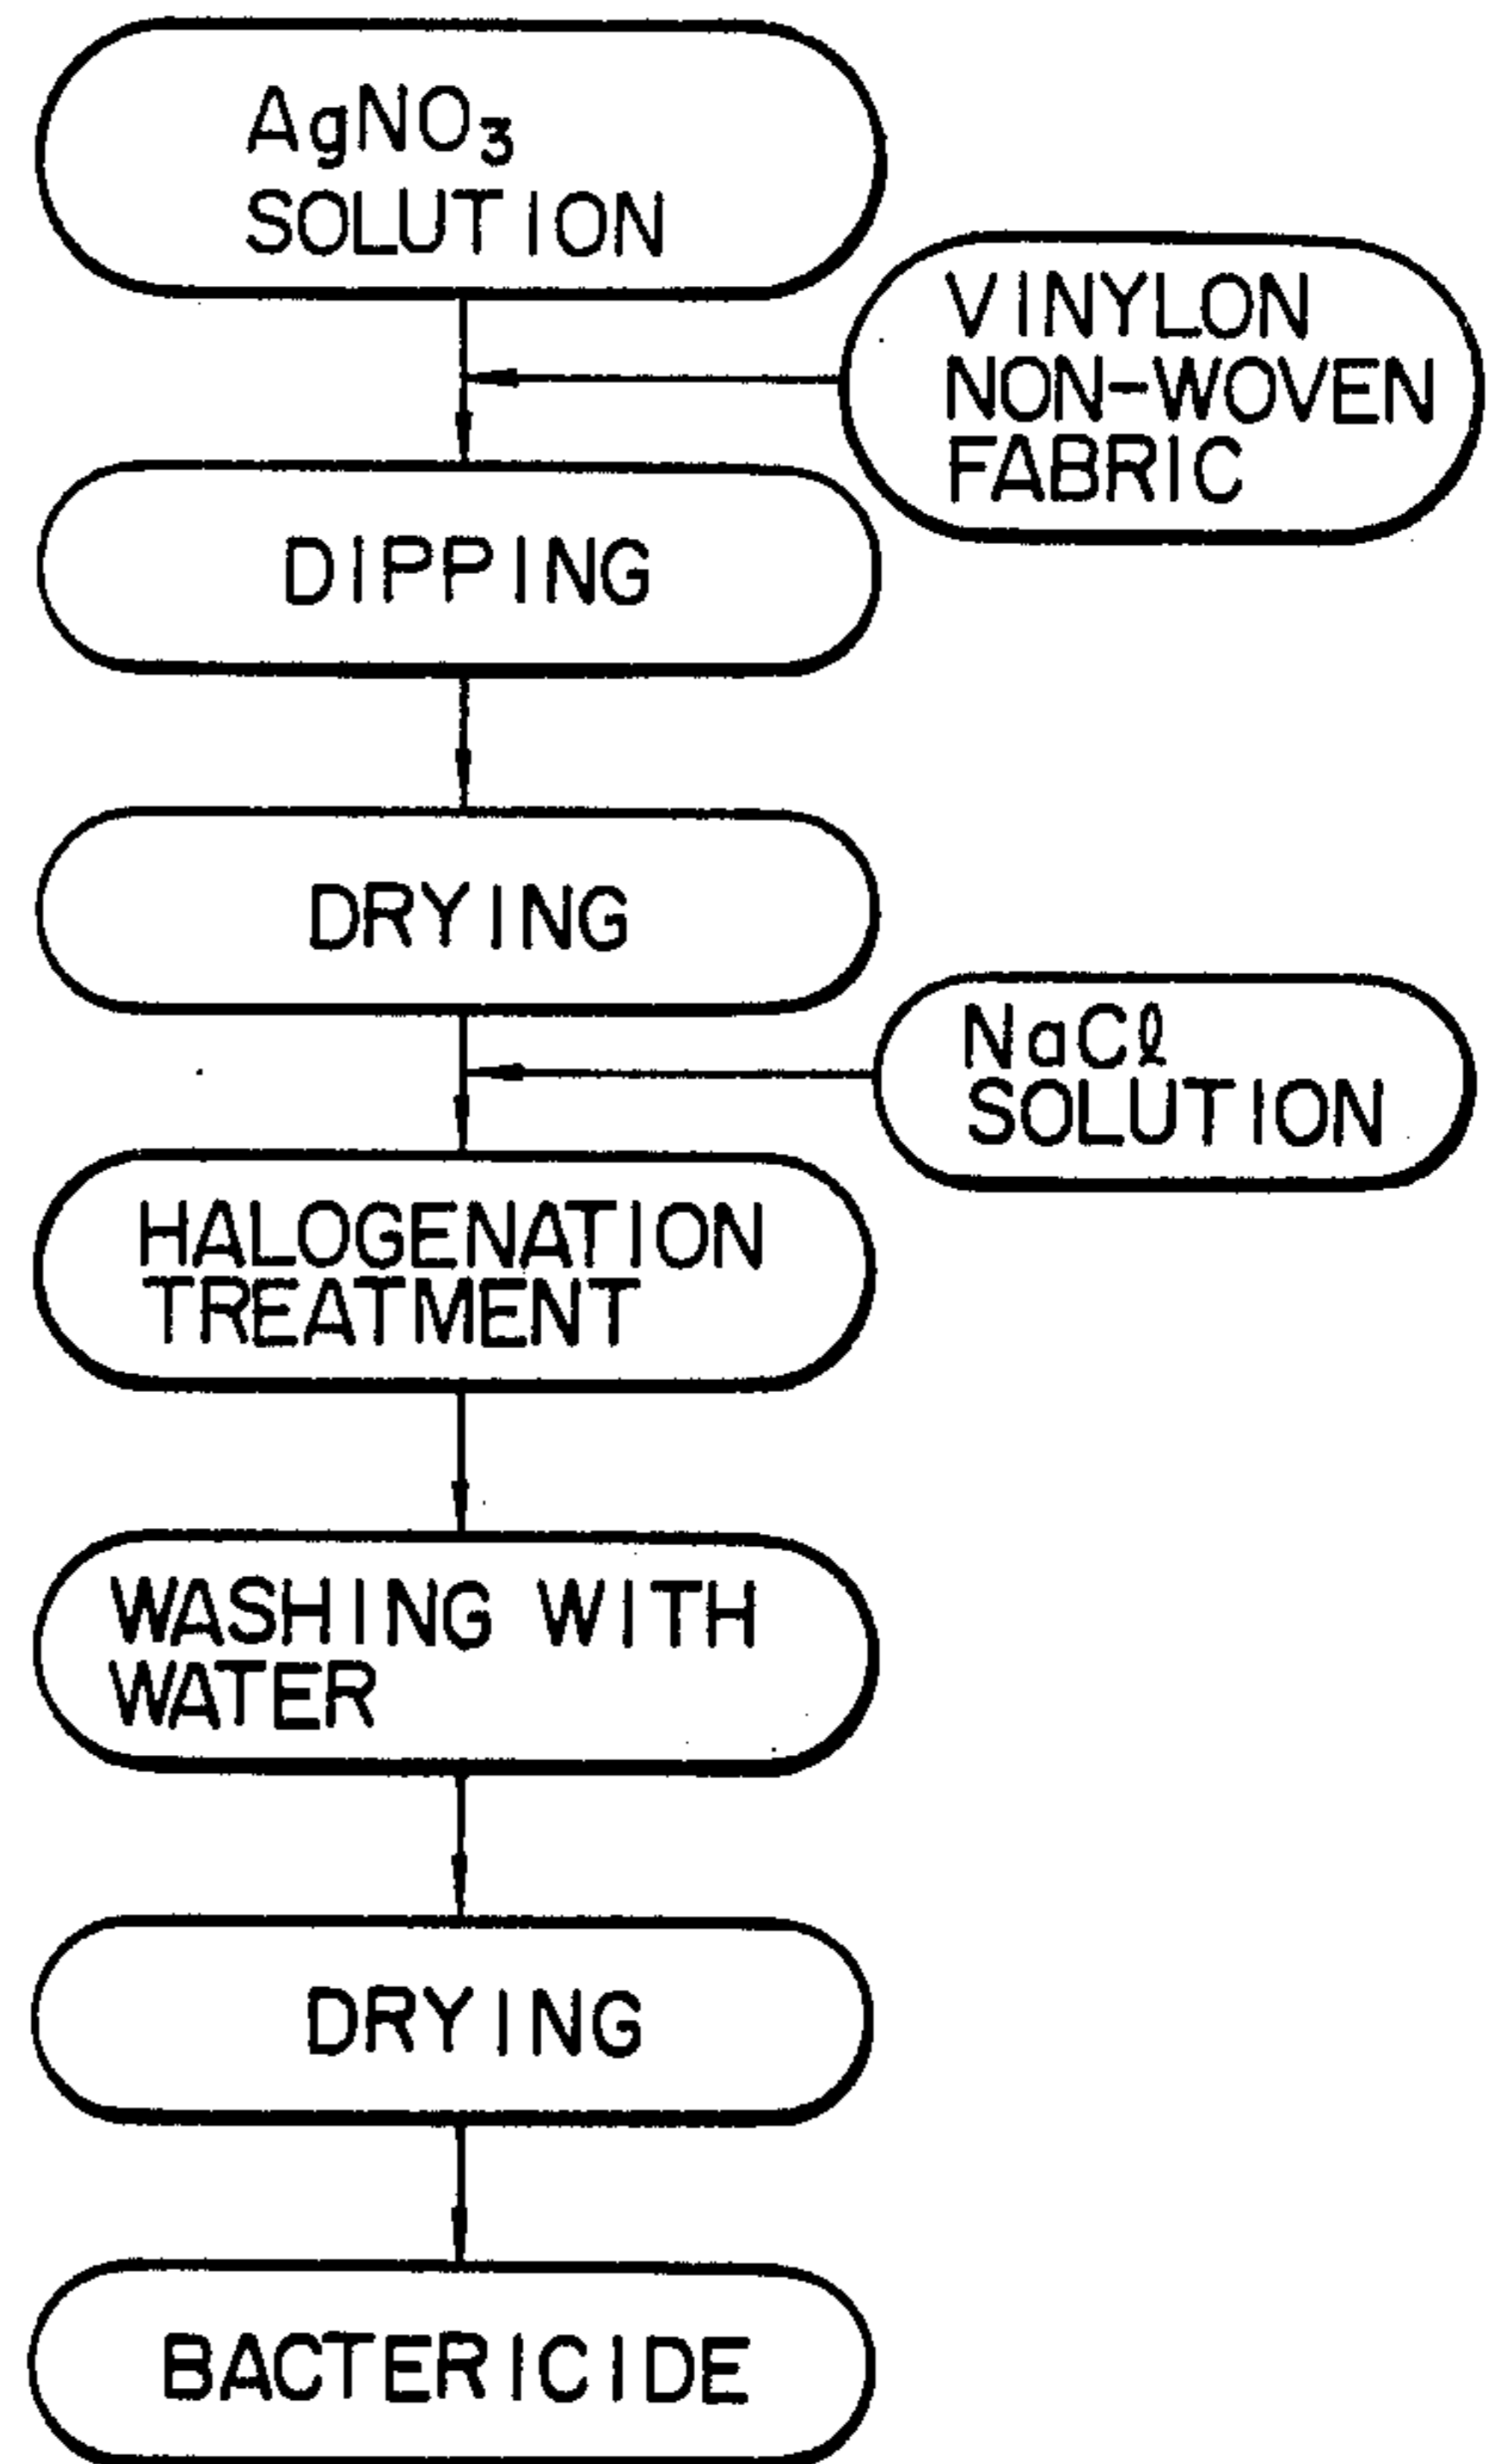 AgNO₃
SOLUTION
VINYLON
NON-WOVEN
FABRIC
DIPPING
DRYING
NaCℓ
SOLUTION
HALOGENATION
TREATMENT
WASHING WITH
WATER
DRYING
BACTERICIDE